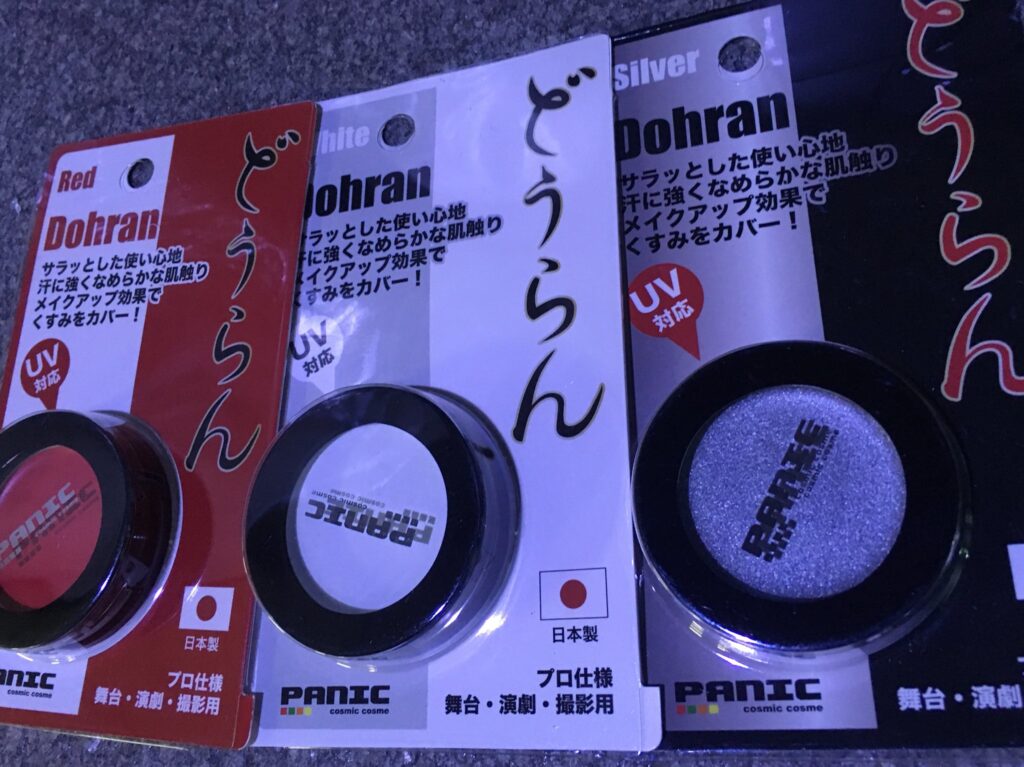 Red
Dohran
サラッとした使い心地
汗に強くなめらかな肌触り
メイクアップ効果で
くすみをカバー！
UV
対応
どうらん
PANIC
日本製
PANIC
cosmic cosme
プロ仕様
舞台・演劇・撮影用
White
Dohran
サラッとした使い心地
汗に強くなめらかな肌触り
メイクアップ効果で
くすみをカバー！
UV
対応
どうらん
PANIC
cosmic cosme
日本製
PANIC
cosmic cosme
プロ仕様
舞台・演劇・撮影用
Silver
Dohran
サラッとした使い心地
汗に強くなめらかな肌触り
メイクアップ効果で
くすみをカバー！
UV
対応
どうらん
PANIC
PANIC
cosmic cosme
舞台・演劇